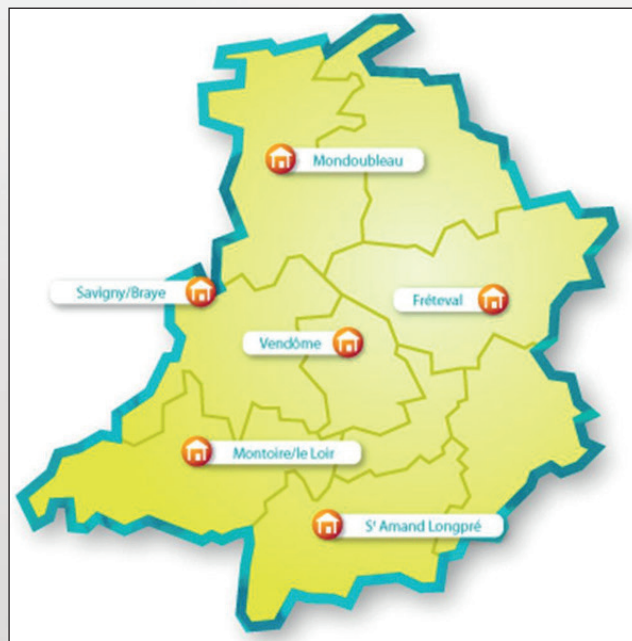 Mondoubleau
Savigny/Braye
Fréteval
Vendôme
Montoire/le Loir
Sᵗ Amand Longpré